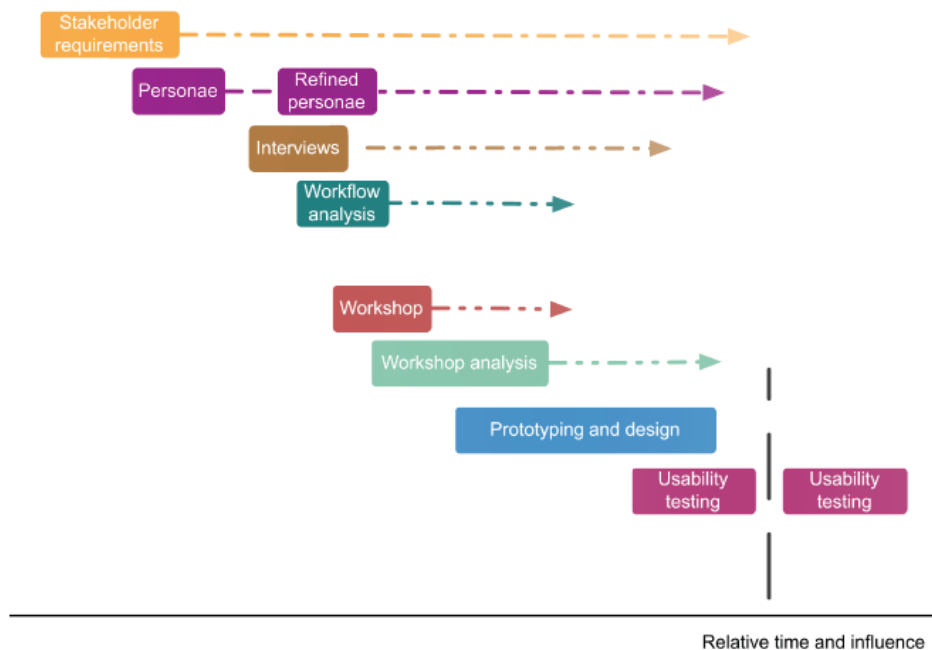 Stakeholder
requirements
Personae
Refined
personae
Interviews
Workflow
analysis
Workshop
Workshop analysis
Prototyping and design
Usability
testing
Usability
testing
Relative time and influence